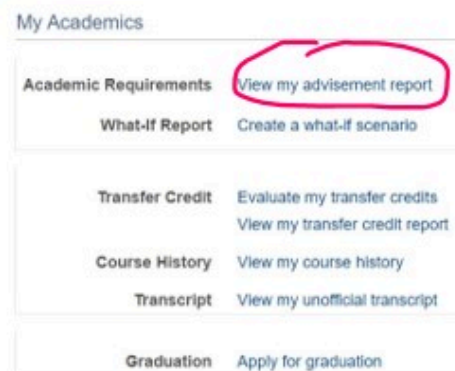 My Academics
Academic Requirements View my advisement report
What-If Report Create a what-if scenario
Transfer Credit Evaluate my transfer credits
View my transfer credit report
Course History View my course history
Transcript View my unofficial transcript
Graduation Apply for graduation